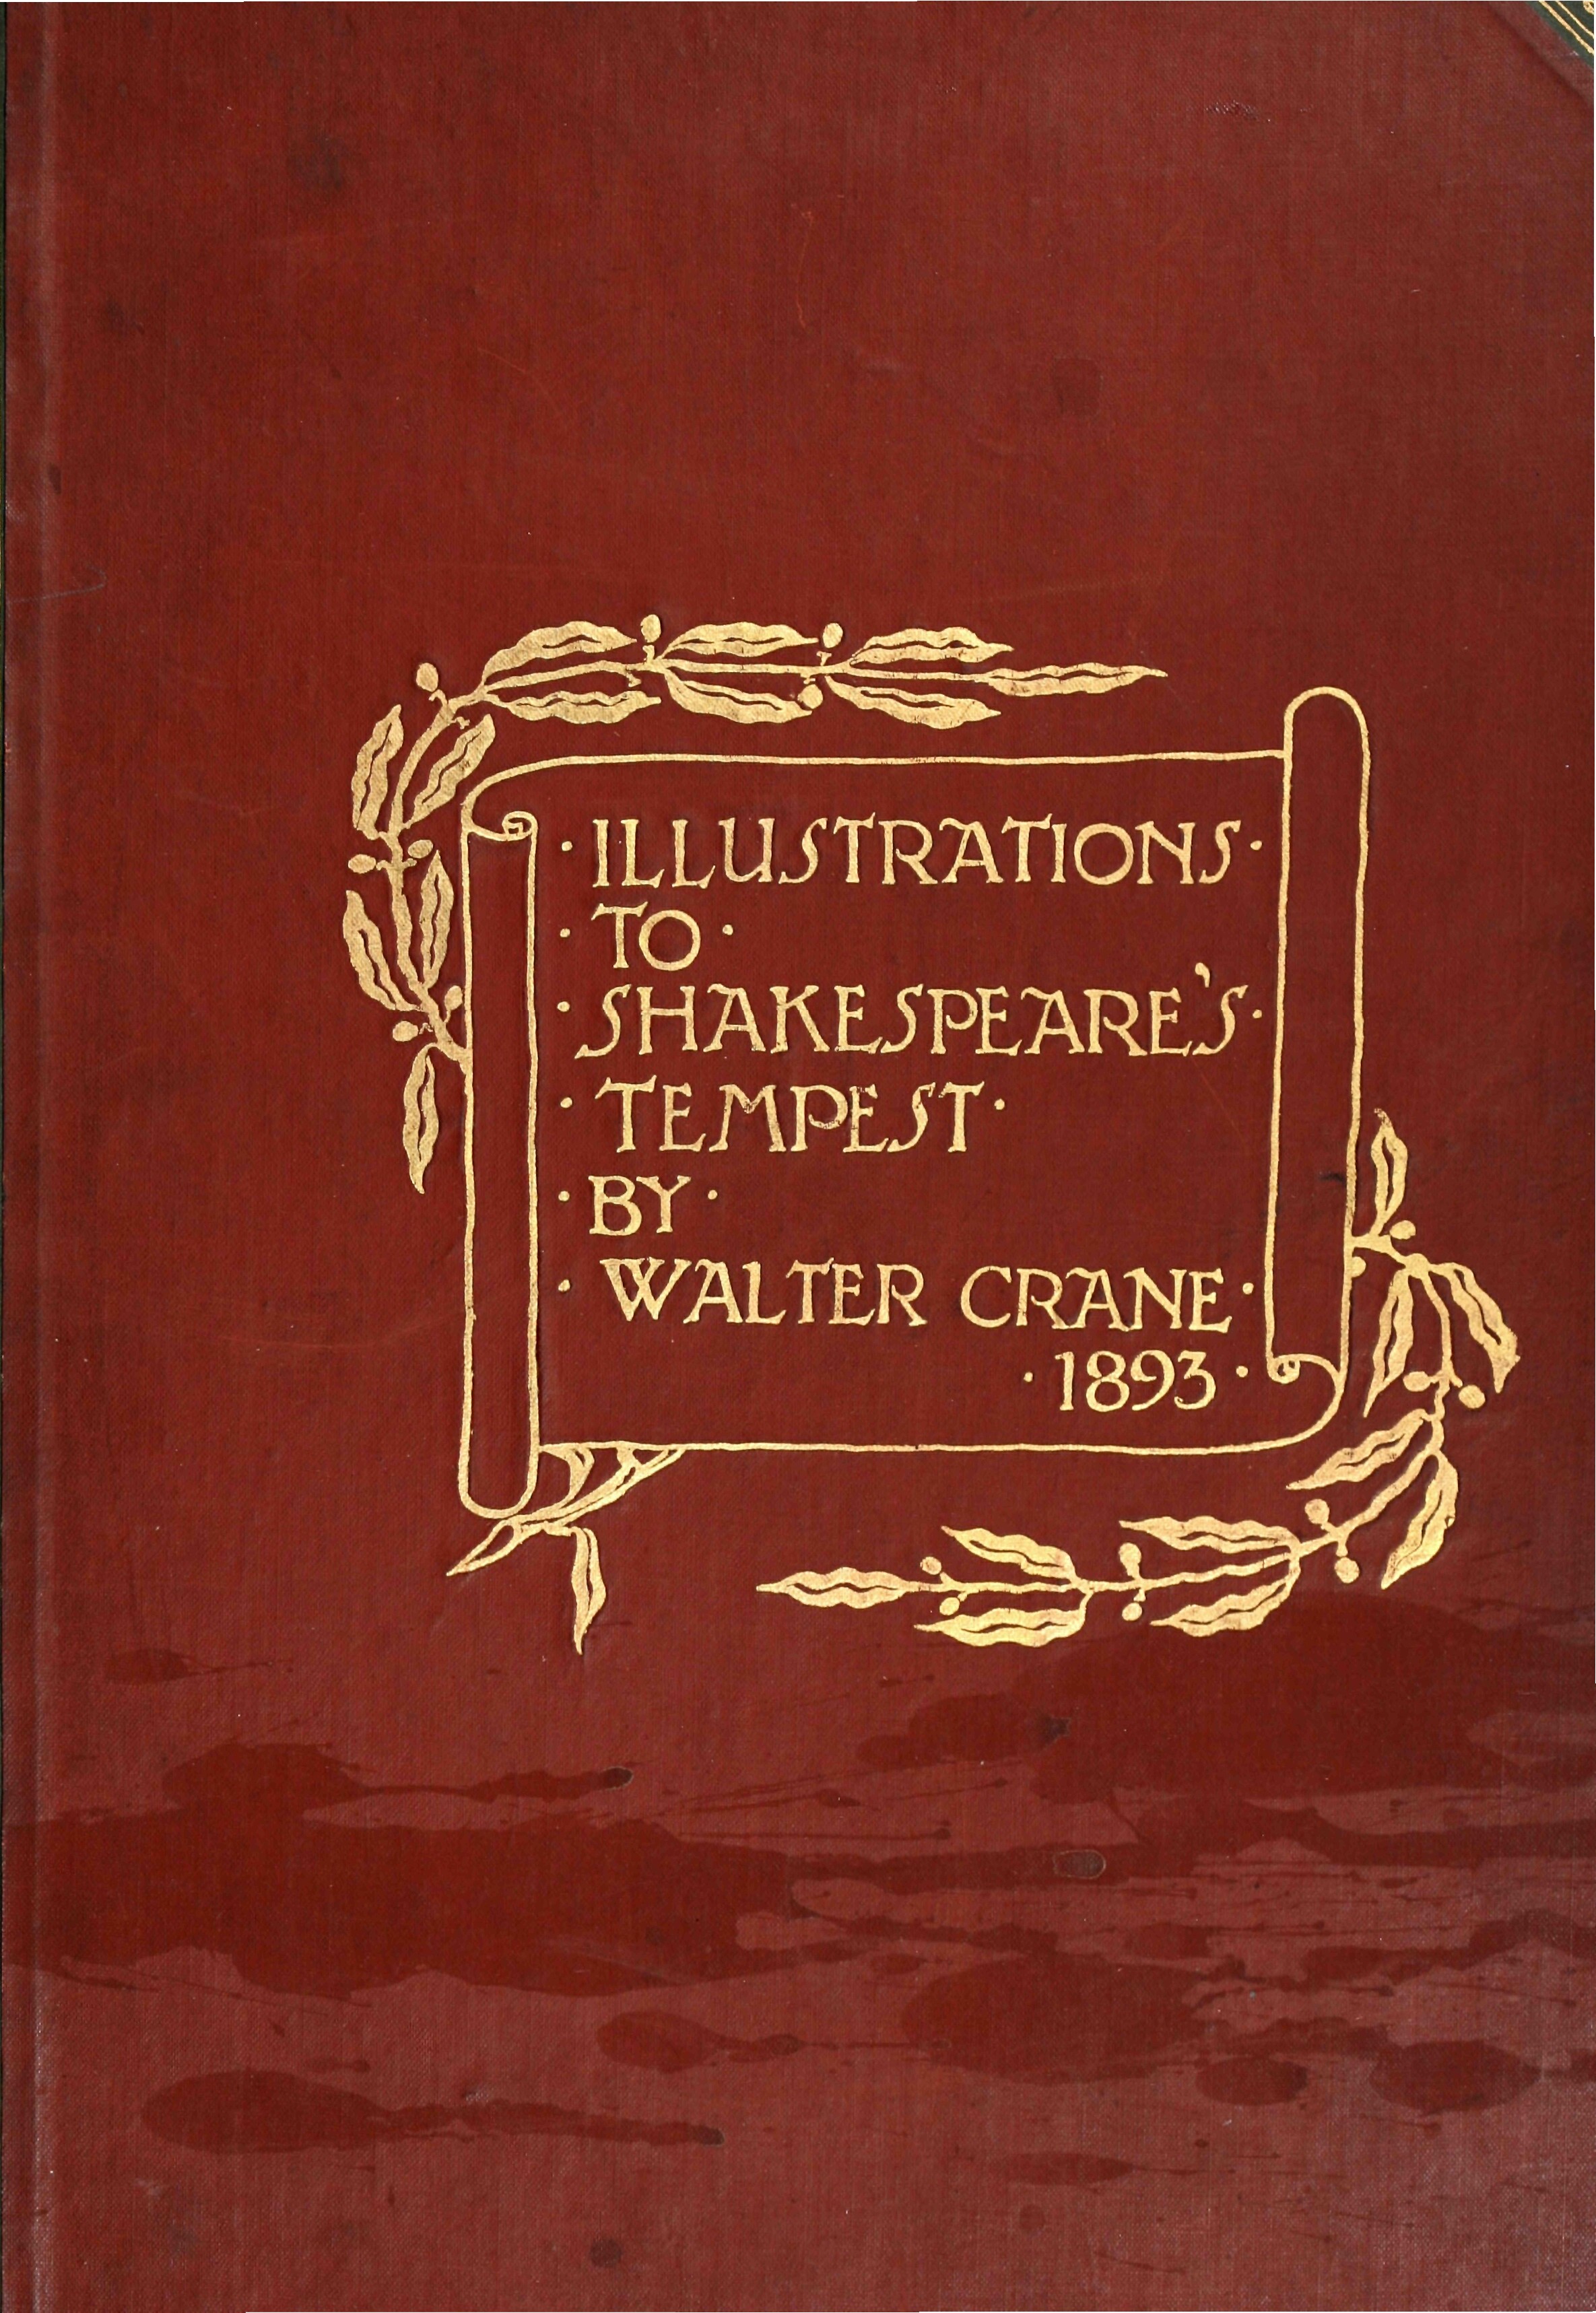 ·ILLUSTRATIONS·
·TO·
·SHAKESPEARE'S·
·TEMPEST·
·BY·
·WALTER CRANE·
·1893·